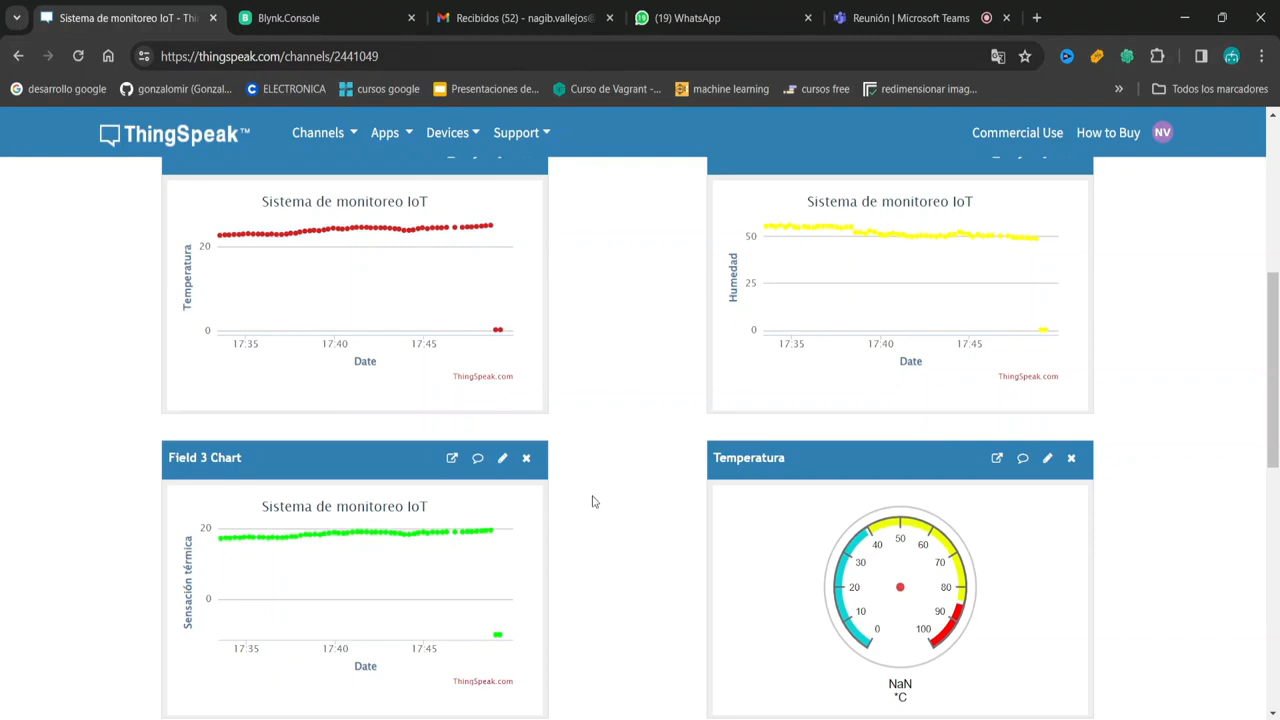 Sistema de monitoreo IoT - Thi
Blynk.Console
Recibidos (52) - nagib.vallejos@
(19) WhatsApp
Reunión | Microsoft Teams
https://thingspeak.com/channels/2441049
desarrollo google
gonzalomir (Gonzal...
ELECTRONICA
cursos google
Presentaciones de...
Curso de Vagrant -...
machine learning
cursos free
redimensionar imag...
»
Todos los marcadores
ThingSpeak™
Channels
Apps
Devices
Support
Commercial Use
How to Buy
NV
Sistema de monitoreo IoT
Temperatura
20
0
17:35
17:40
17:45
Date
ThingSpeak.com
Sistema de monitoreo IoT
Humedad
50
25
0
17:35
17:40
17:45
Date
ThingSpeak.com
Field 3 Chart
Sistema de monitoreo IoT
Sensación térmica
20
0
17:35
17:40
17:45
Date
ThingSpeak.com
Temperatura
0
10
20
30
40
50
60
70
80
90
100
NaN
*C